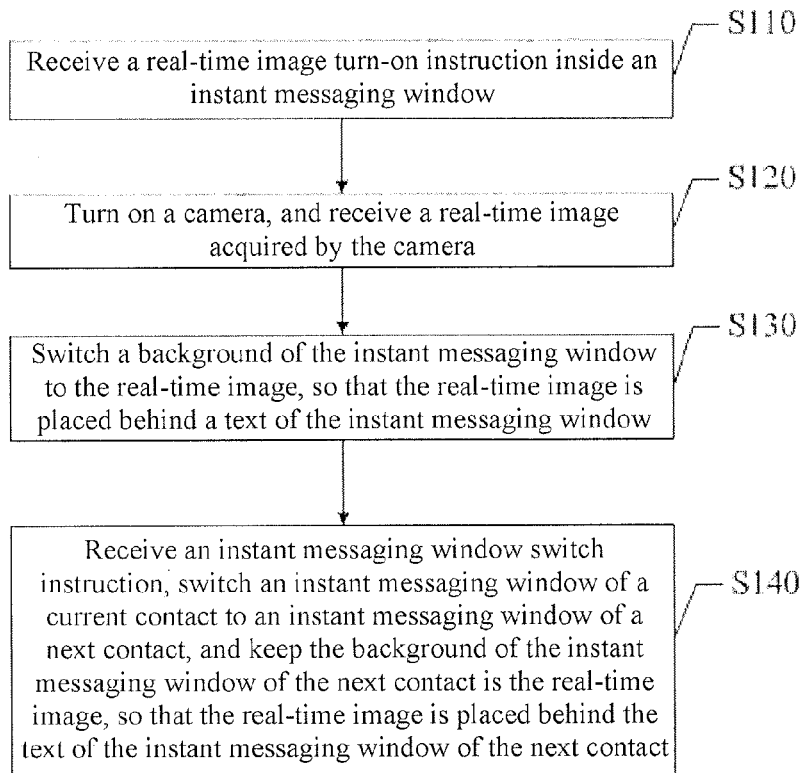 S110
Receive a real-time image turn-on instruction inside an
instant messaging window
S120
Turn on a camera, and receive a real-time image
acquired by the camera
S130
Switch a background of the instant messaging window
to the real-time image, so that the real-time image is
placed behind a text of the instant messaging window
S140
Receive an instant messaging window switch
instruction, switch an instant messaging window of a
current contact to an instant messaging window of a
next contact, and keep the background of the instant
messaging window of the next contact is the real-time
image, so that the real-time image is placed behind the
text of the instant messaging window of the next contact